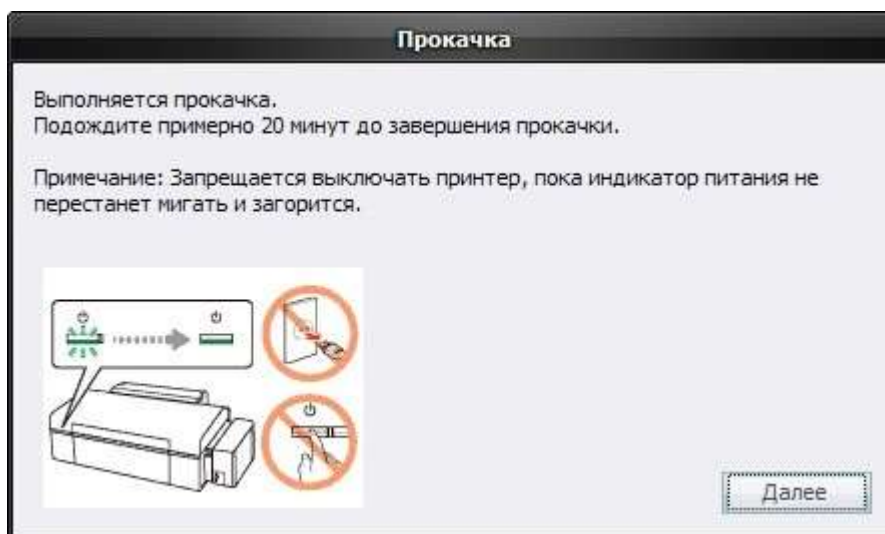 Прокачка
Выполняется прокачка.
Подождите примерно 20 минут до завершения прокачки.
Примечание: Запрещается выключать принтер, пока индикатор питания не
перестанет мигать и загорится.
Далее